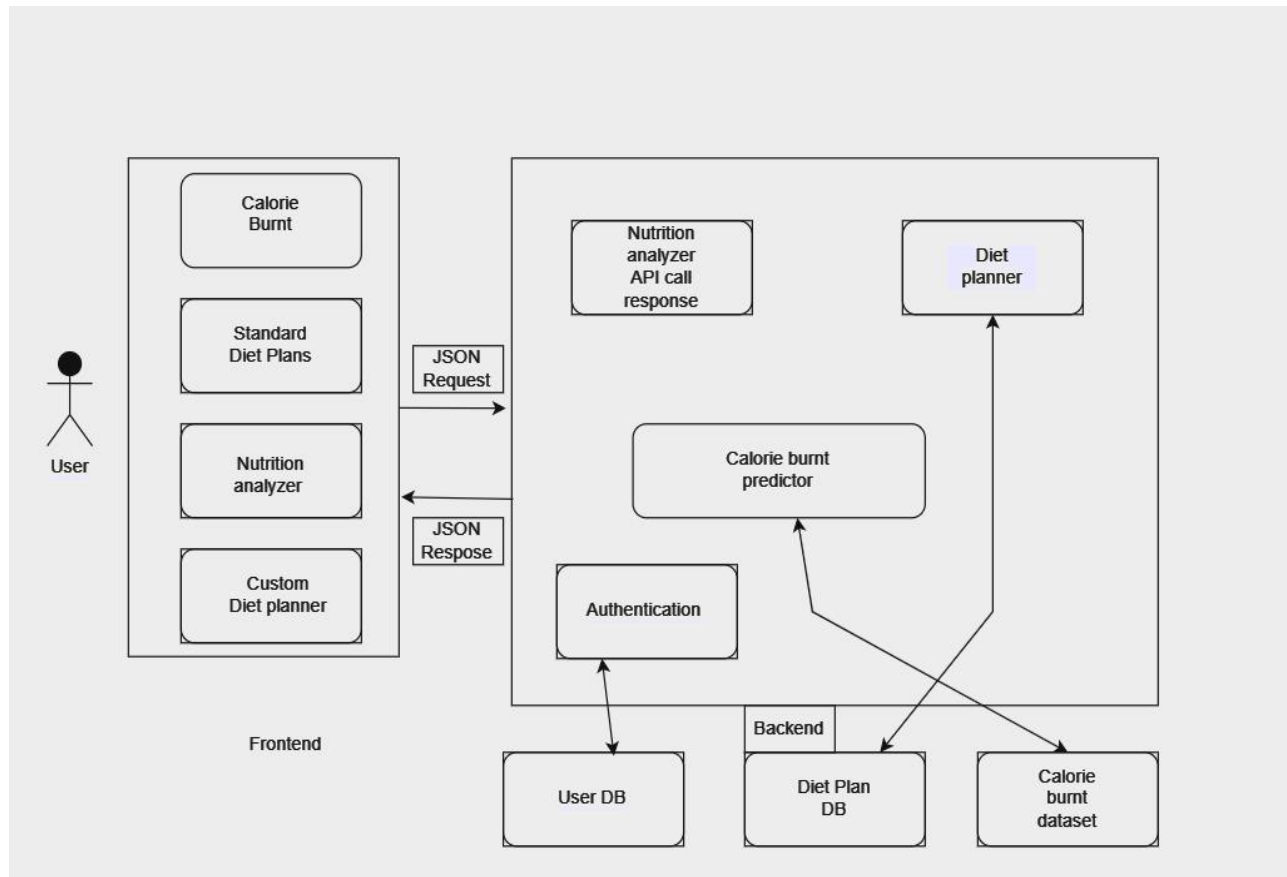 Calorie
Burnt
Standard
Diet Plans
Nutrition
analyzer
Custom
Diet planner
User
Frontend
JSON
Request
JSON
Respose
Nutrition
analyzer
API call
response
Diet
planner
Calorie burnt
predictor
Authentication
Backend
User DB
Diet Plan
DB
Calorie
burnt
dataset